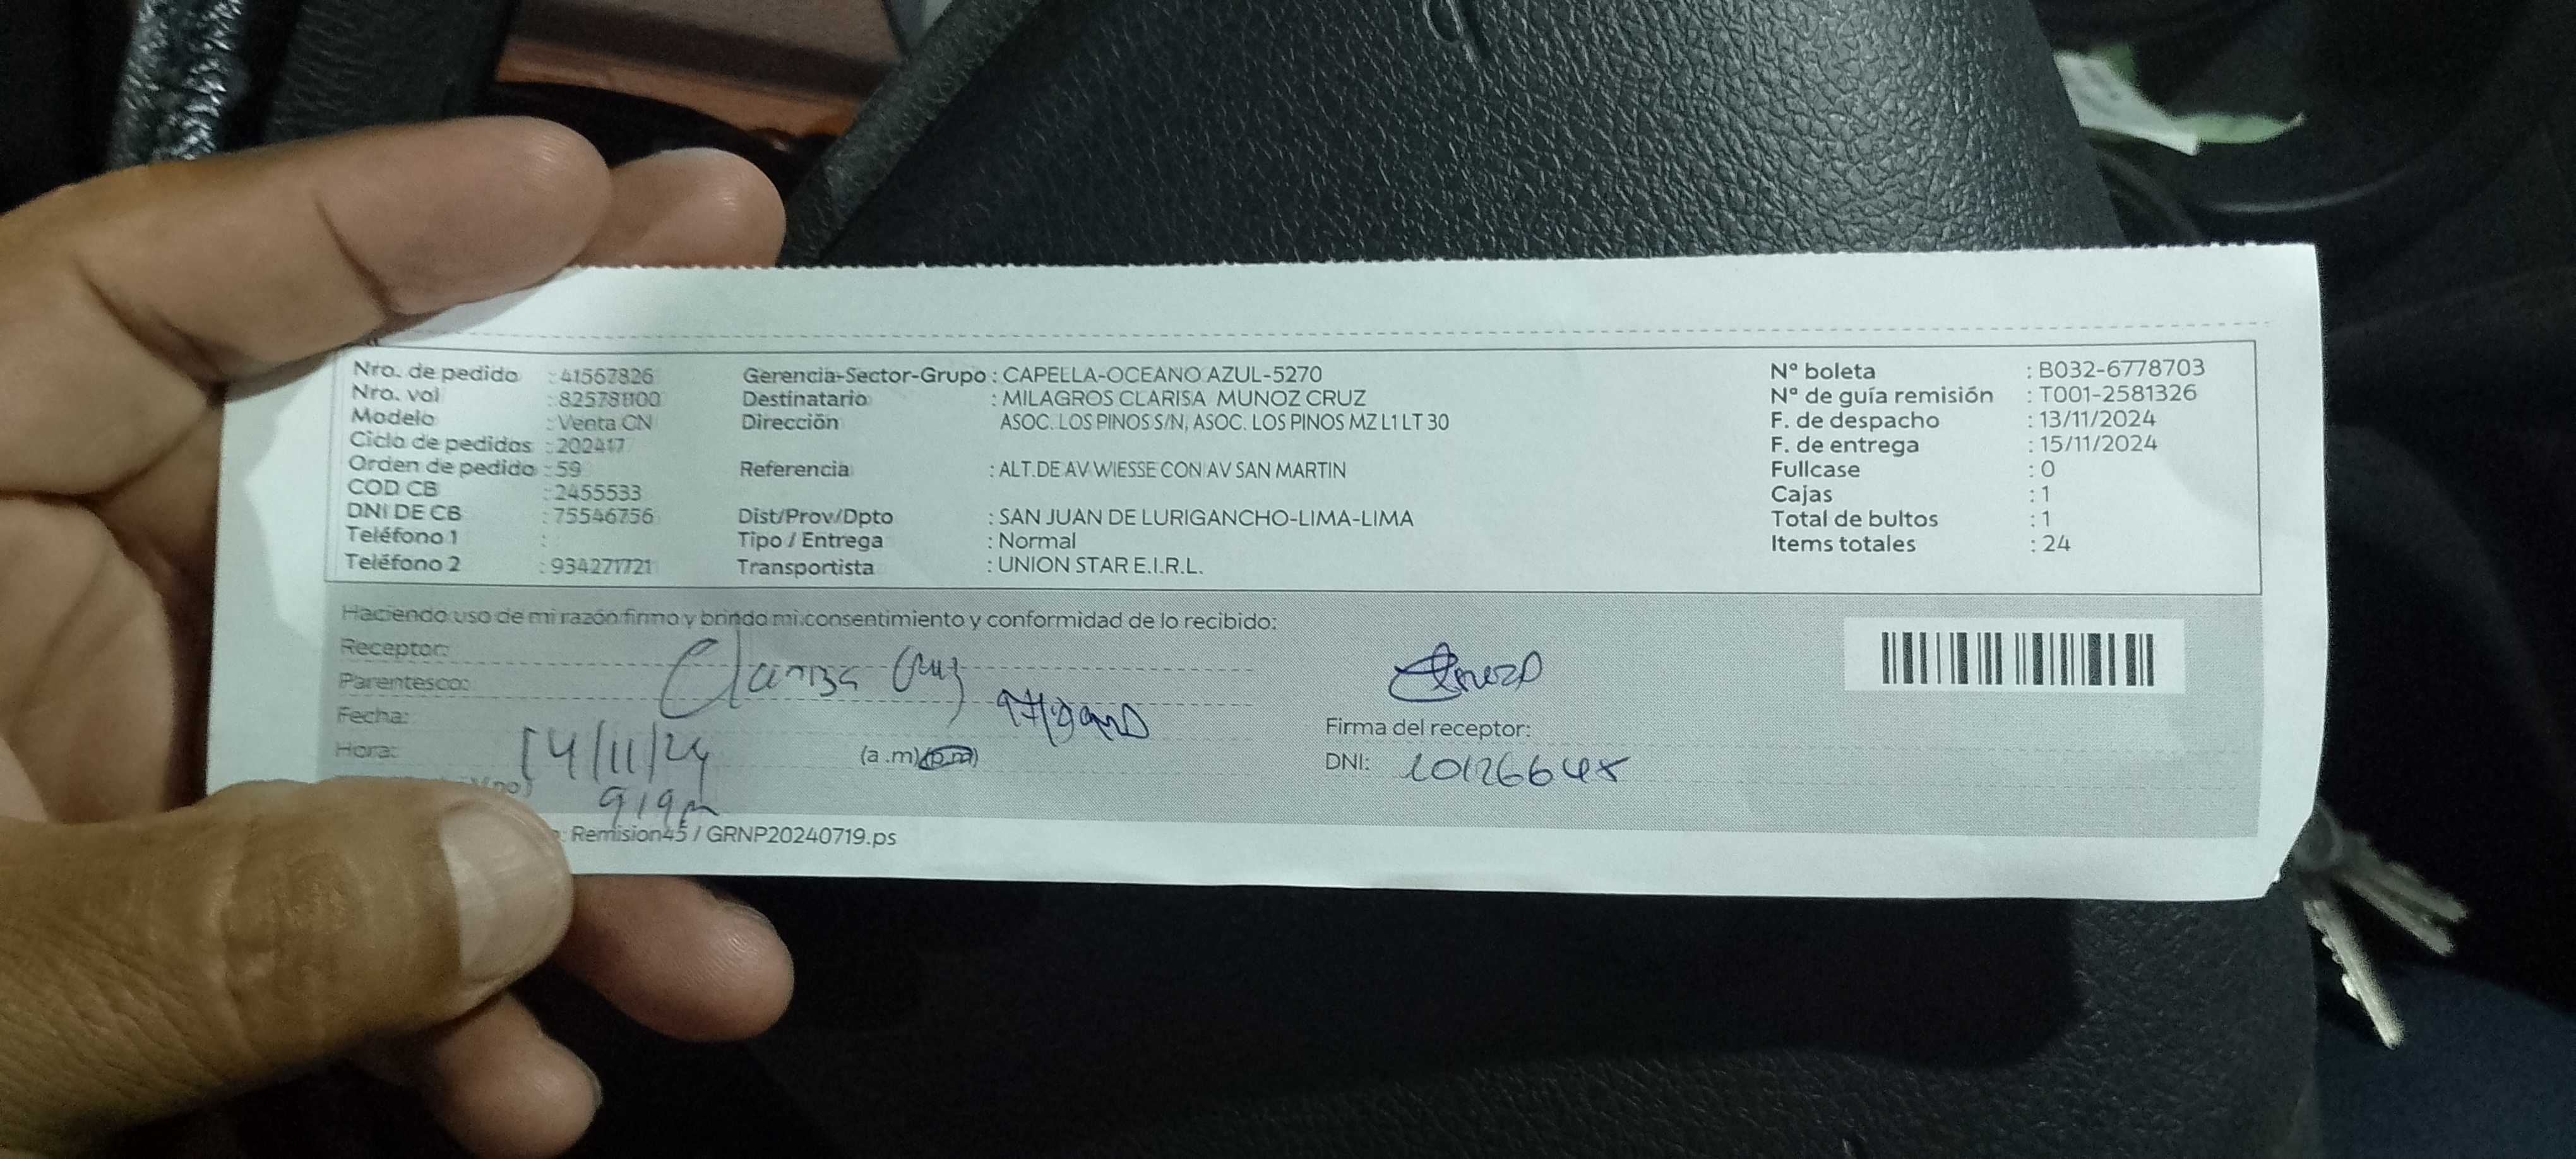 Nro. de pedido : 41567826
Nro. val : 82578800
Modelo : Venta CN
Ciclo de pedidos : 202417
Orden de pedido : 59
COD CB : 2455533
DNI DE CB : 75546756
Teléfono 1 :
Teléfono 2 : 934271721
Gerencia-Sector-Grupo : CAPELLA-OCEANO AZUL-5270
Destinatario : MILAGROS CLARISA MUNOZ CRUZ
Dirección ASOC. LOS PINOS S/N, ASOC. LOS PINOS MZ L1 LT 30
Referencia : ALT.DE AV WIESSE CON AV SAN MARTIN
Dist/Prov/Dpto : SAN JUAN DE LURIGANCHO-LIMA-LIMA
Tipo / Entrega : Normal
Transportista : UNION STAR E.I.R.L.
Nº boleta : B032-6778703
Nº de guía remisión : T001-2581326
F. de despacho : 13/11/2024
F. de entrega : 15/11/2024
Fullcase : 0
Cajas : 1
Total de bultos : 1
Items totales : 24
Haciendo uso de mi razón firmo y brindo mi consentimiento y conformidad de lo recibido:
Receptor: Clarisa Cruz
Parentesco:
Fecha: 14/11/24
Hora: (a.m) (p.m)
919
Firma del receptor:
DNI: 10126648
Remision45 / GRNP20240719.ps